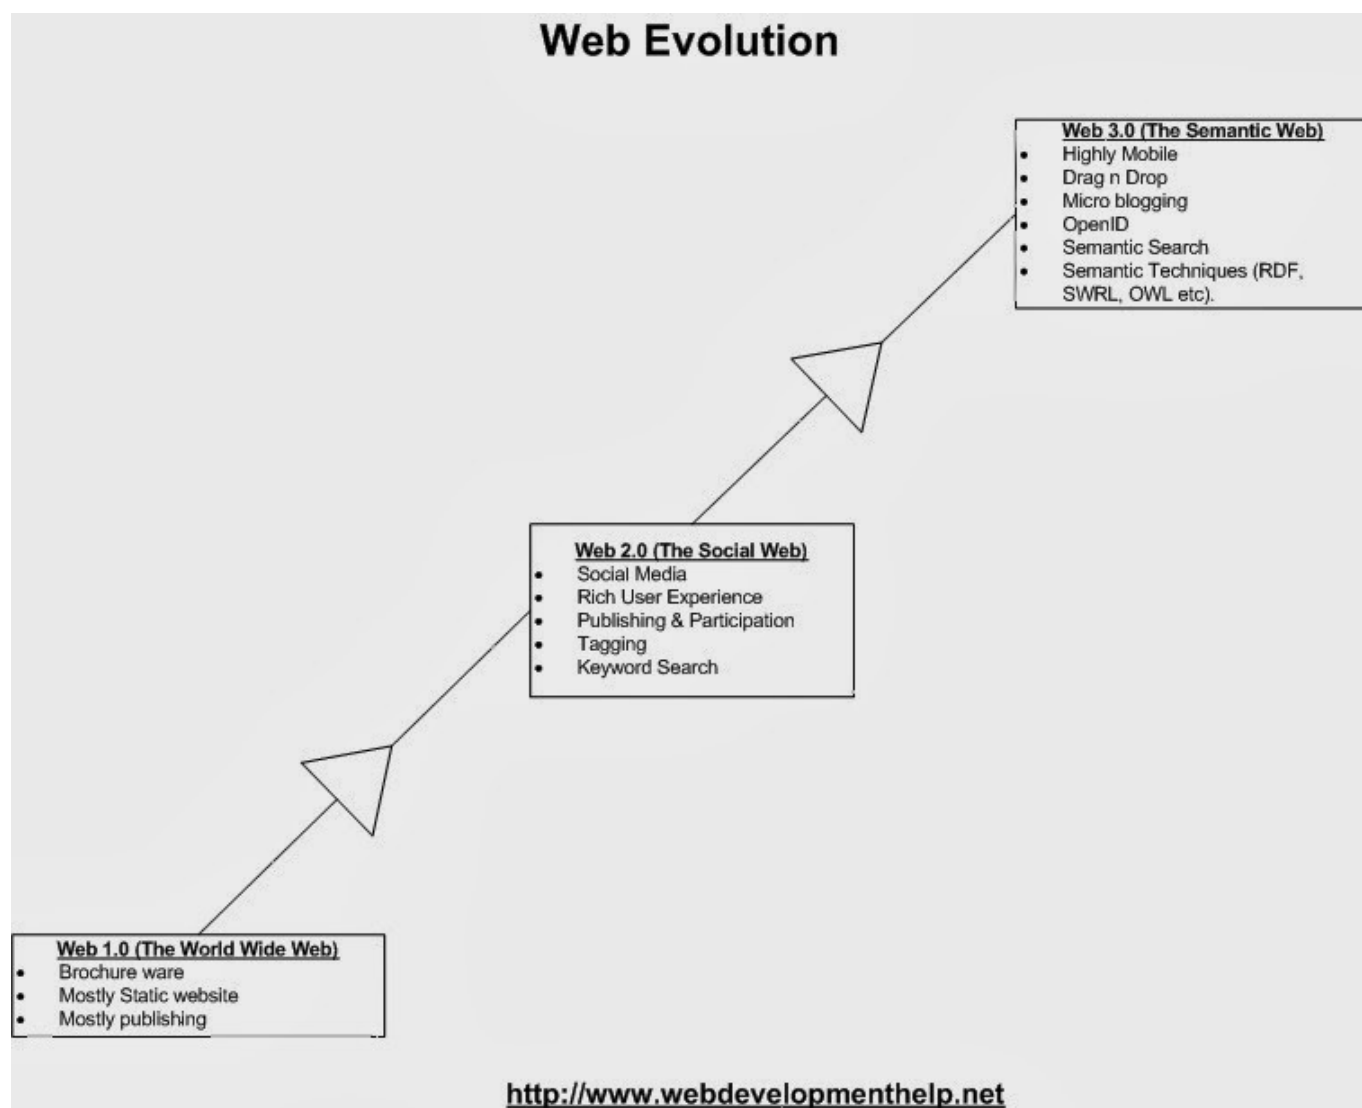 Web Evolution
Web 3.0 (The Semantic Web)
• Highly Mobile
• Drag n Drop
• Micro blogging
• OpenID
• Semantic Search
• Semantic Techniques (RDF,
SWRL, OWL etc).
Web 2.0 (The Social Web)
• Social Media
• Rich User Experience
• Publishing & Participation
• Tagging
• Keyword Search
Web 1.0 (The World Wide Web)
• Brochure ware
• Mostly Static website
• Mostly publishing
http://www.webdevelopmenthelp.net